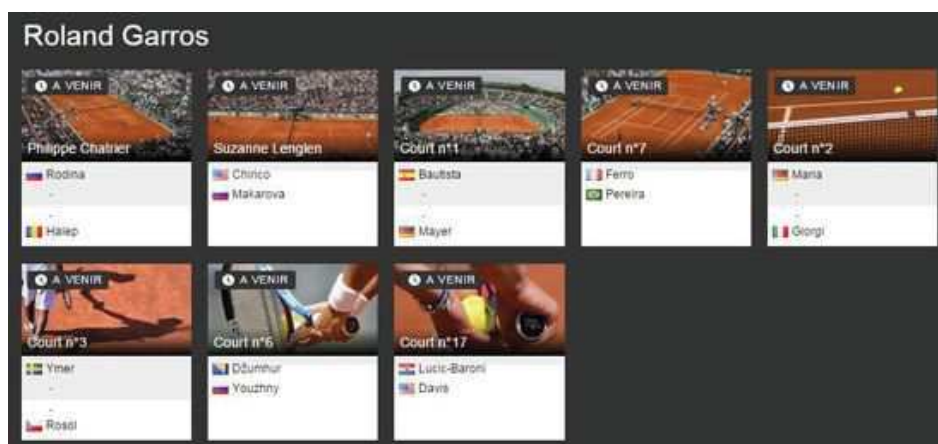 Roland Garros
A VENIR
Philippe Chatrier
Rodina
-
-
Halep
A VENIR
Suzanne Lenglen
Chirico
Makarova
A VENIR
Court n°1
Bautista
-
-
Mayer
A VENIR
Court n°7
Ferro
Pereira
A VENIR
Court n°2
Maria
-
-
Giorgi
A VENIR
Court n°3
Ymer
-
-
Rosol
A VENIR
Court n°6
Džumhur
Youzhny
A VENIR
Court n°17
Lucic-Baroni
Davis